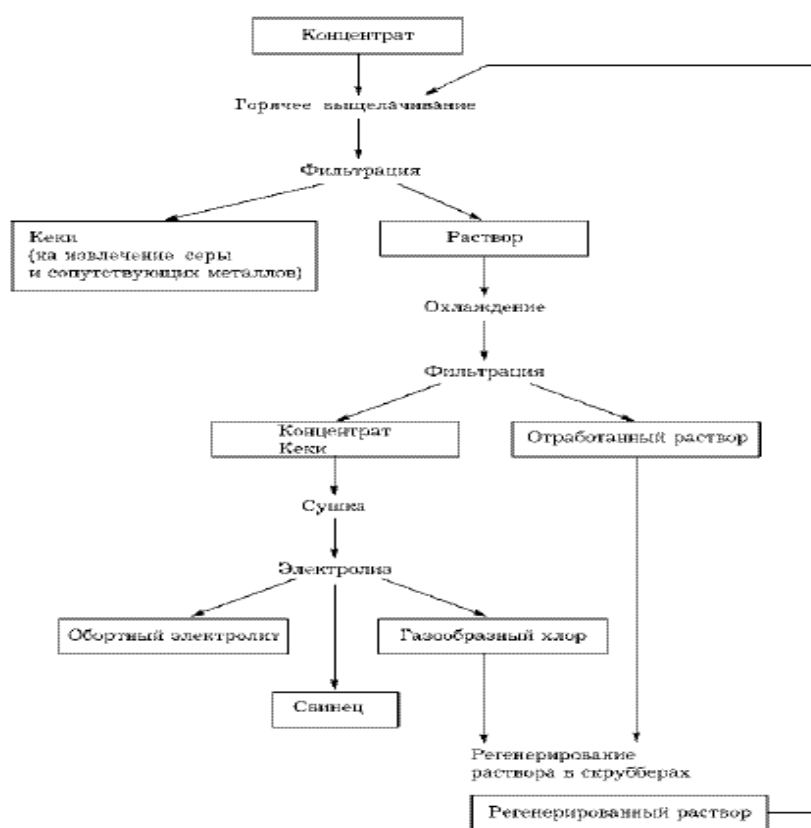 Концентрат
Горячее выщелачивание
Фильтрация
Кеки
(на извлечение серы
и сопутствующих металлов)
Раствор
Охлаждение
Фильтрация
Концентрат
Кеки
Отработанный раствор
Сушка
Электролиз
Обортный электролит
Газообразный хлор
Свинец
Регенерирование
раствора в скрубберах
Регенерированный раствор